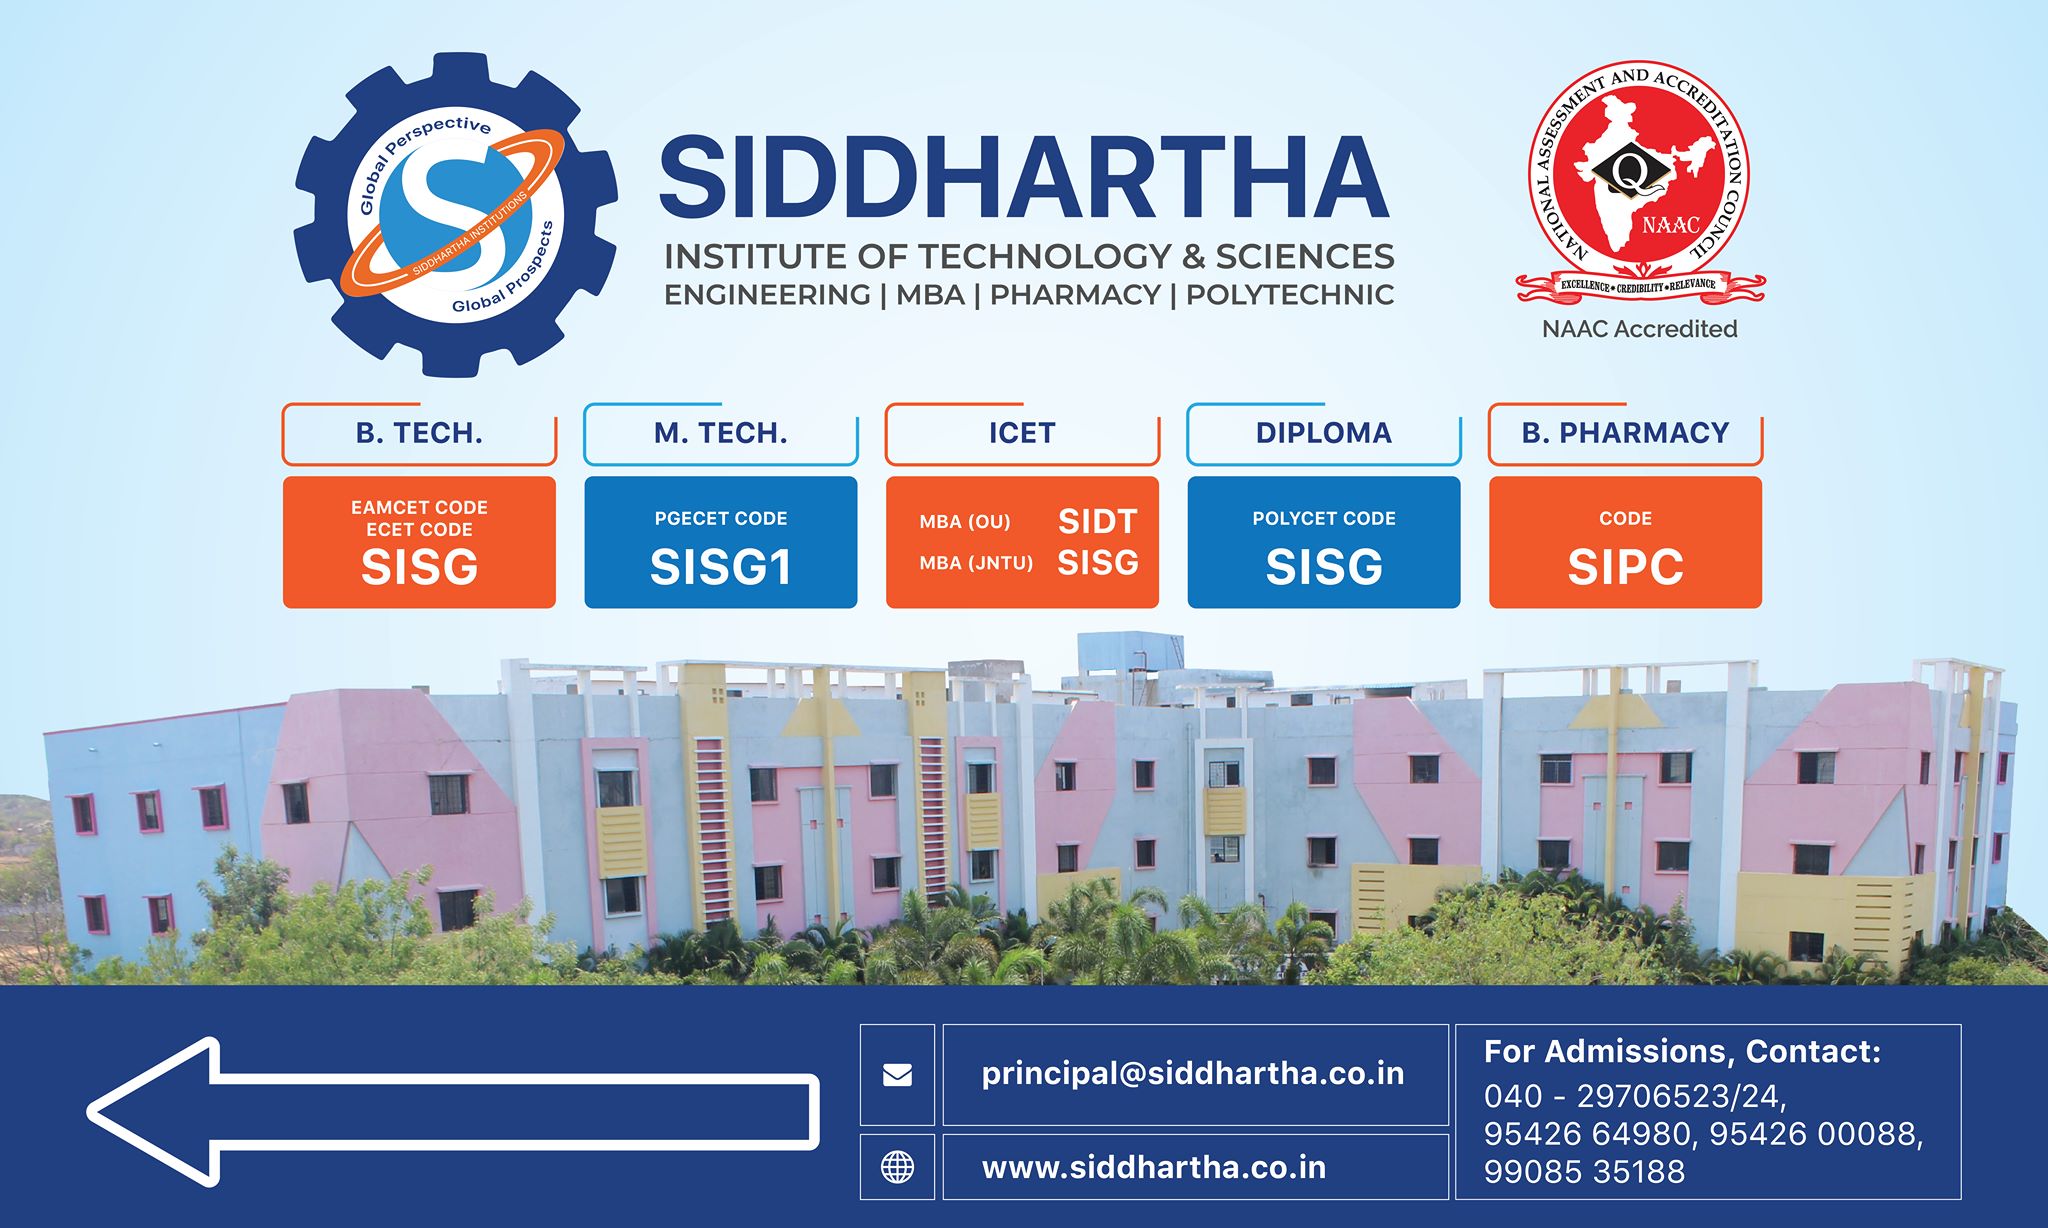 Global Perspective
SIDDHARTHA INSTITUTIONS
Global Prospects
S
SIDDHARTHA
INSTITUTE OF TECHNOLOGY & SCIENCES
ENGINEERING | MBA | PHARMACY | POLYTECHNIC
NATIONAL ASSESSMENT AND ACCREDITATION COUNCIL
Q
NAAC
EXCELLENCE • CREDIBILITY • RELEVANCE
NAAC Accredited
B. TECH.
EAMCET CODE
ECET CODE
SISG
M. TECH.
PGECET CODE
SISG1
ICET
MBA (OU) SIDT
MBA (JNTU) SISG
DIPLOMA
POLYCET CODE
SISG
B. PHARMACY
CODE
SIPC
principal@siddhartha.co.in
www.siddhartha.co.in
For Admissions, Contact:
040 - 29706523/24,
95426 64980, 95426 00088,
99085 35188